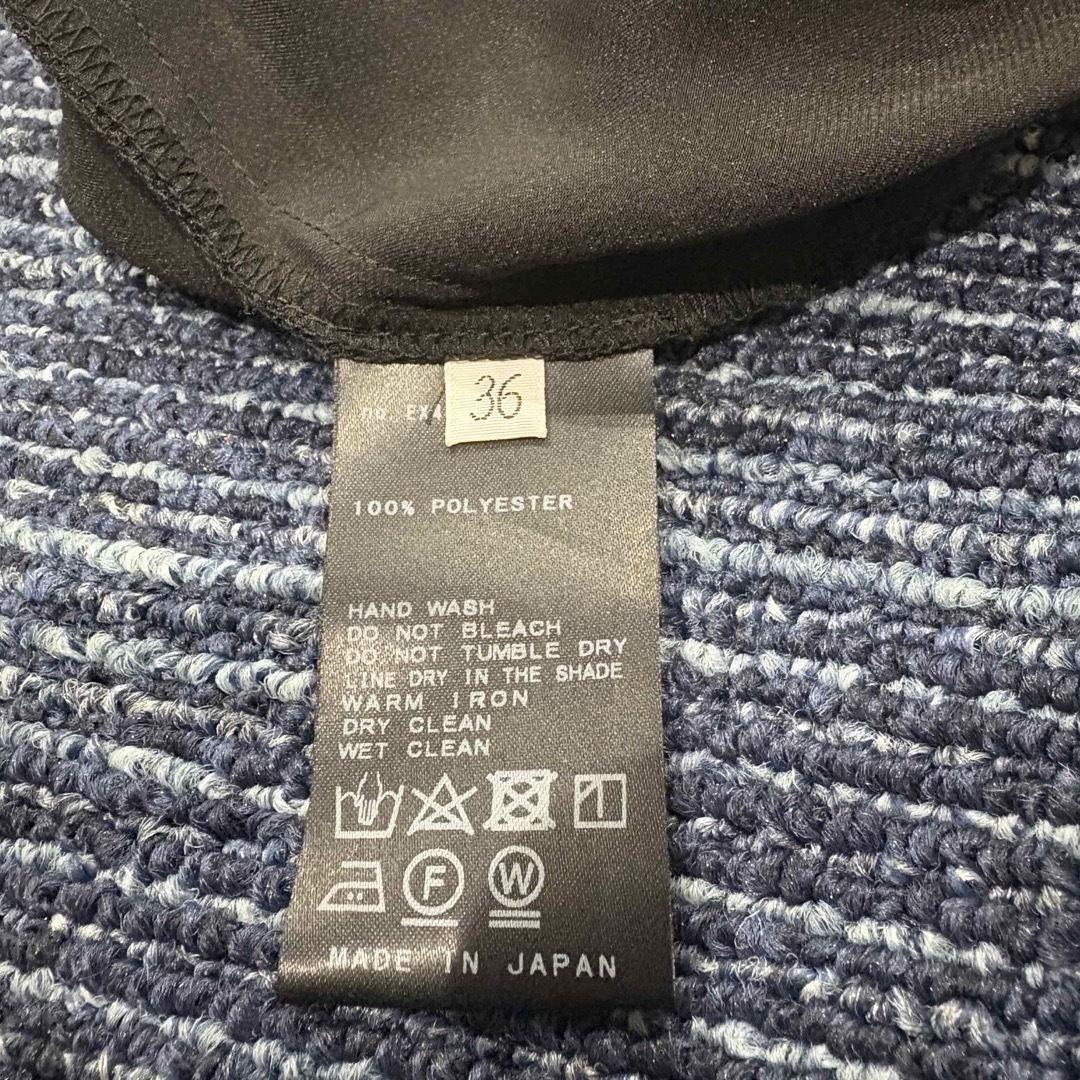 36
100% POLYESTER
HAND WASH
DO NOT BLEACH
DO NOT TUMBLE DRY
LINE DRY IN THE SHADE
WARM IRON
DRY CLEAN
WET CLEAN
F W
MADE IN JAPAN